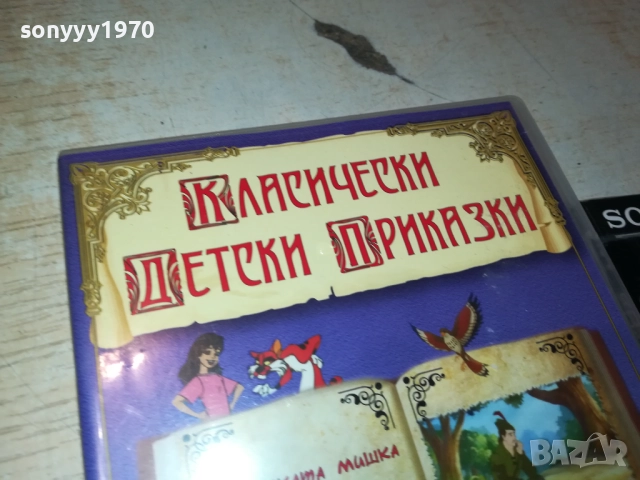 sonyyy1970
КЛАСИЧЕСКИ
ДЕТСКИ ПРИКАЗКИ
SO
МИШКА
BAZAR